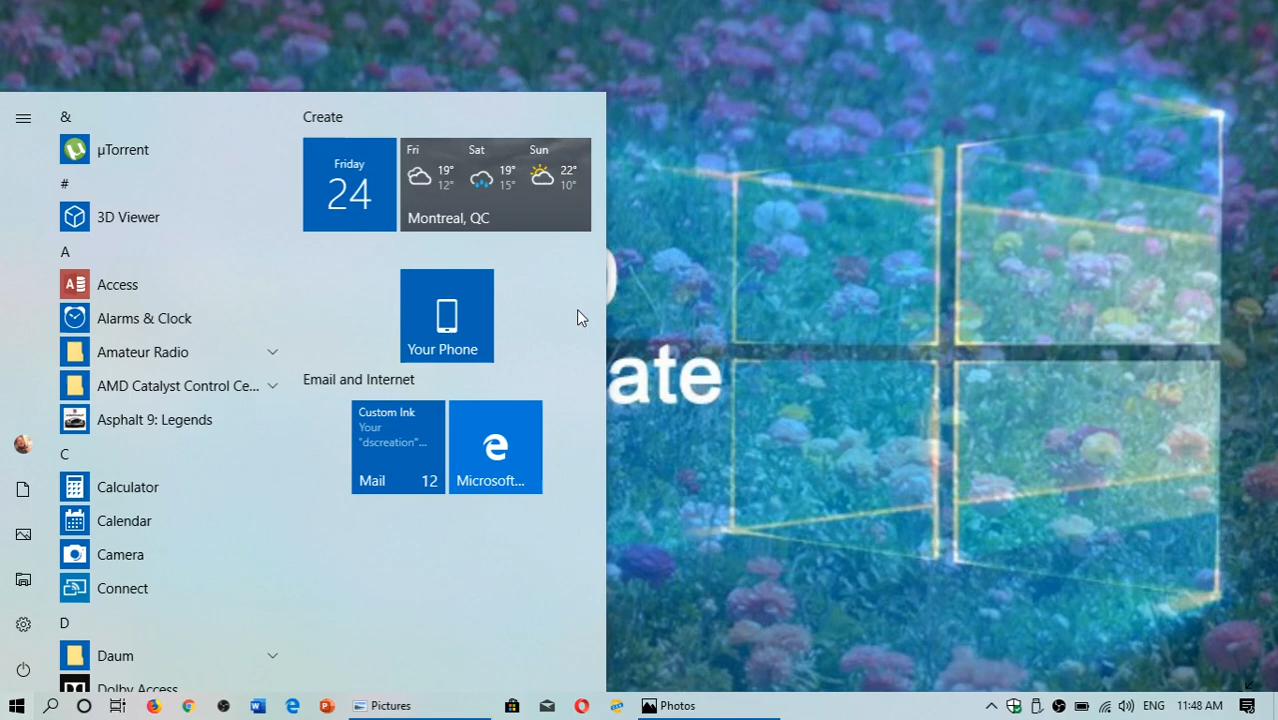 &
µTorrent
#
3D Viewer
A
Access
Alarms & Clock
Amateur Radio
AMD Catalyst Control Ce...
Asphalt 9: Legends
C
Calculator
Calendar
Camera
Connect
D
Daum
Dolby Access
Create
Friday
24
Fri Sat Sun
19° 19° 22°
12° 15° 10°
Montreal, QC
Your Phone
Email and Internet
Custom Ink
Your
"dscreation"...
Mail 12
Microsoft...
ate
Pictures
Photos
ENG
11:48 AM